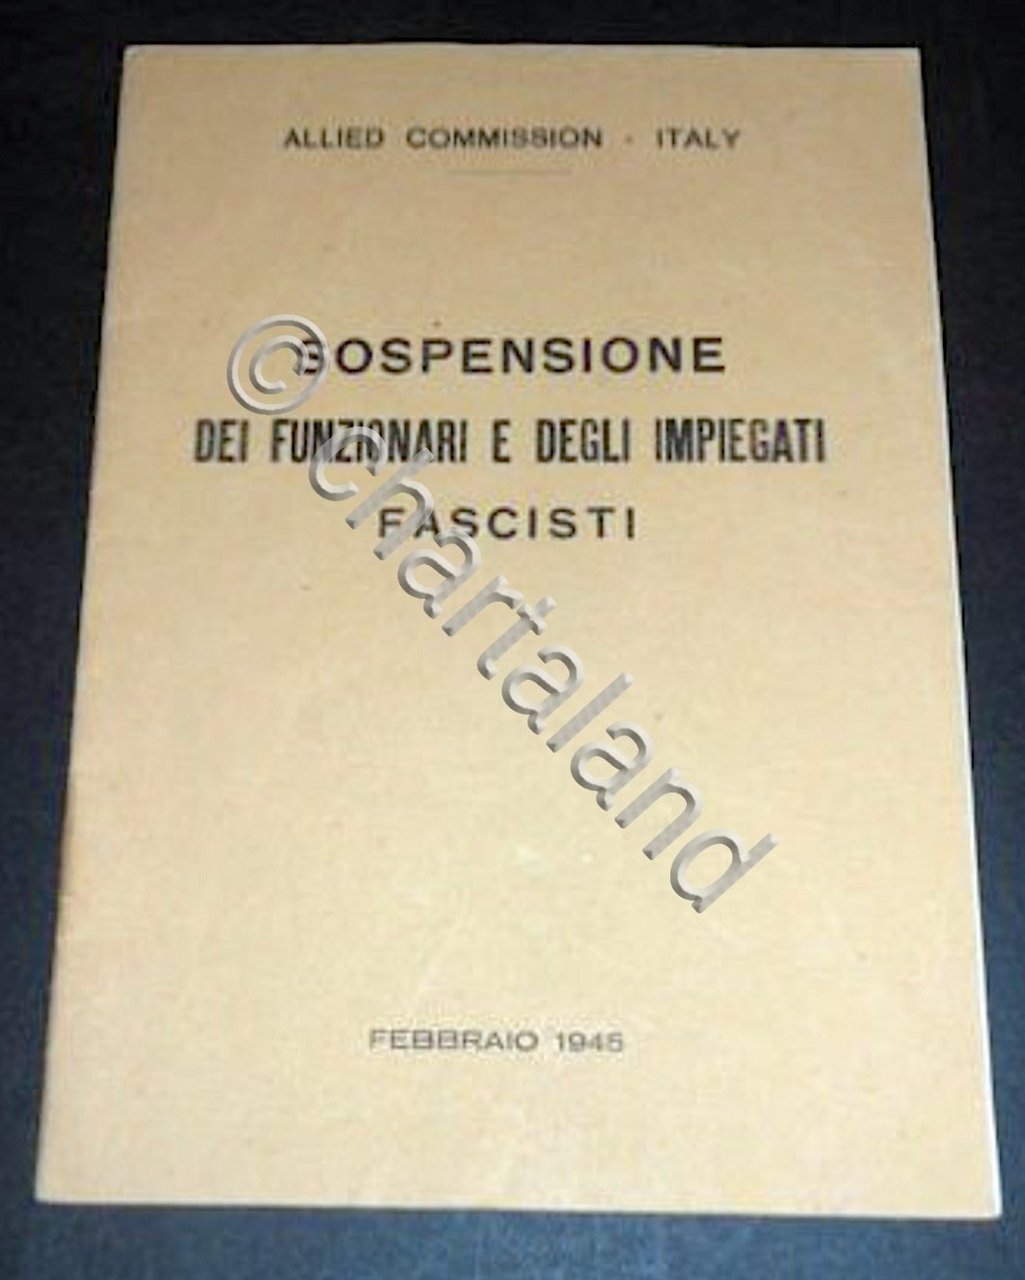 ALLIED COMMISSION - ITALY
SOSPENSIONE
DEI FUNZIONARI E DEGLI IMPIEGATI
FASCISTI
FEBBRAIO 1945
© chartaland